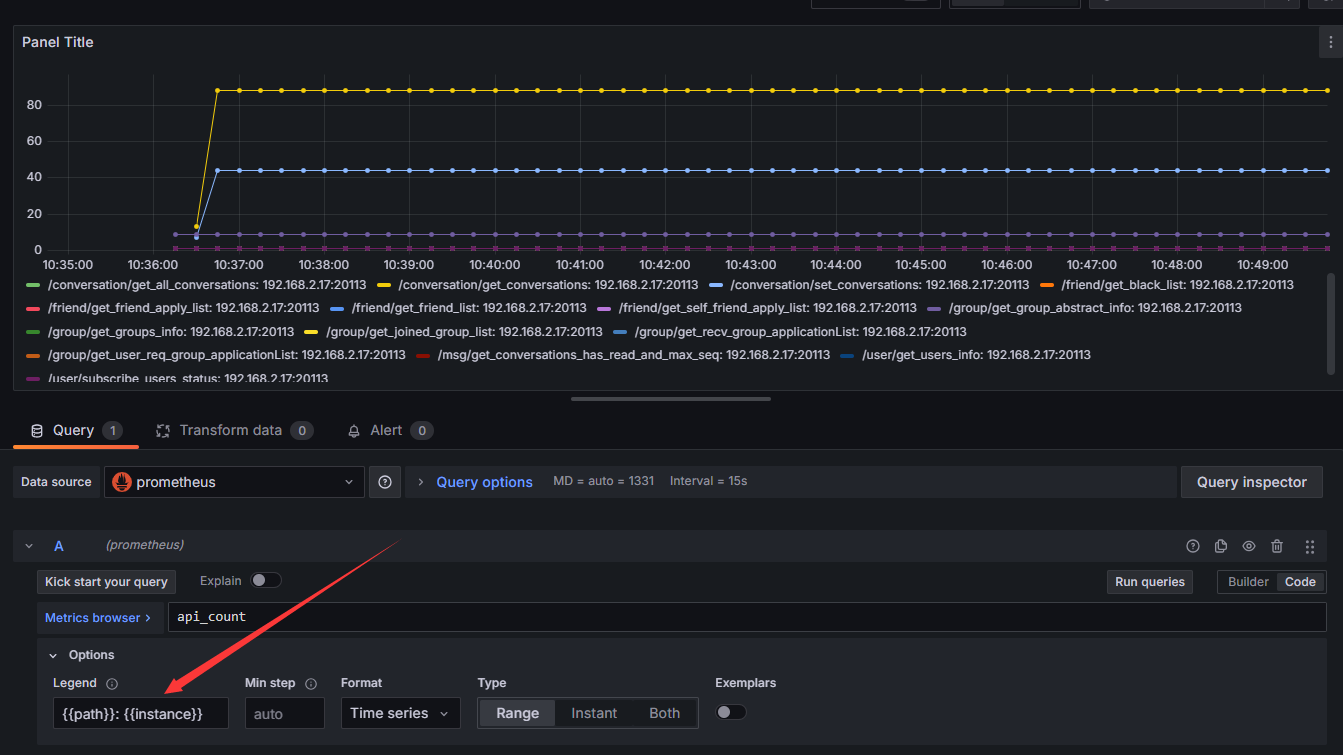 Panel Title
80
60
40
20
0
10:35:00 10:36:00 10:37:00 10:38:00 10:39:00 10:40:00 10:41:00 10:42:00 10:43:00 10:44:00 10:45:00 10:46:00 10:47:00 10:48:00 10:49:00
/conversation/get_all_conversations: 192.168.2.17:20113 /conversation/get_conversations: 192.168.2.17:20113 /conversation/set_conversations: 192.168.2.17:20113 /friend/get_black_list: 192.168.2.17:20113
/friend/get_friend_apply_list: 192.168.2.17:20113 /friend/get_friend_list: 192.168.2.17:20113 /friend/get_self_friend_apply_list: 192.168.2.17:20113 /group/get_group_abstract_info: 192.168.2.17:20113
/group/get_groups_info: 192.168.2.17:20113 /group/get_joined_group_list: 192.168.2.17:20113 /group/get_recv_group_applicationList: 192.168.2.17:20113
/group/get_user_req_group_applicationList: 192.168.2.17:20113 /msg/get_conversations_has_read_and_max_seq: 192.168.2.17:20113 /user/get_users_info: 192.168.2.17:20113
/user/subscribe_users_status: 192.168.2.17:20113
Query 1 Transform data 0 Alert 0
Data source prometheus Query options MD = auto = 1331 Interval = 15s Query inspector
A (prometheus)
Kick start your query Explain Run queries Builder Code
Metrics browser > api_count
Options
Legend Min step Format Type Exemplars
{{path}}: {{instance}} auto Time series Range Instant Both